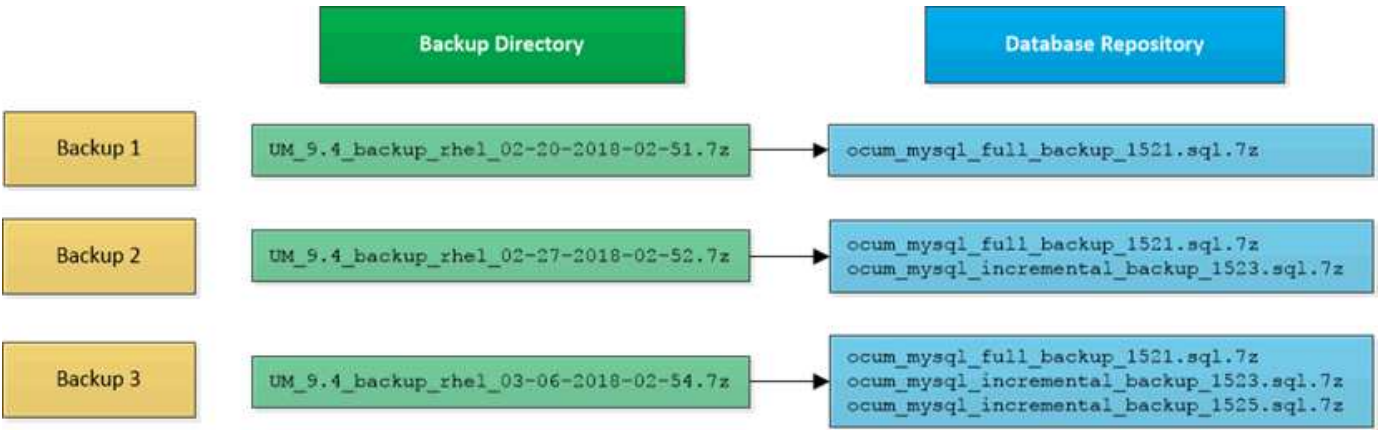 Backup Directory
Database Repository
Backup 1
UM_9.4_backup_rhel_02-20-2018-02-51.7z
ocum_mysql_full_backup_1521.sql.7z
Backup 2
UM_9.4_backup_rhel_02-27-2018-02-52.7z
ocum_mysql_full_backup_1521.sql.7z
ocum_mysql_incremental_backup_1523.sql.7z
Backup 3
UM_9.4_backup_rhel_03-06-2018-02-54.7z
ocum_mysql_full_backup_1521.sql.7z
ocum_mysql_incremental_backup_1523.sql.7z
ocum_mysql_incremental_backup_1525.sql.7z